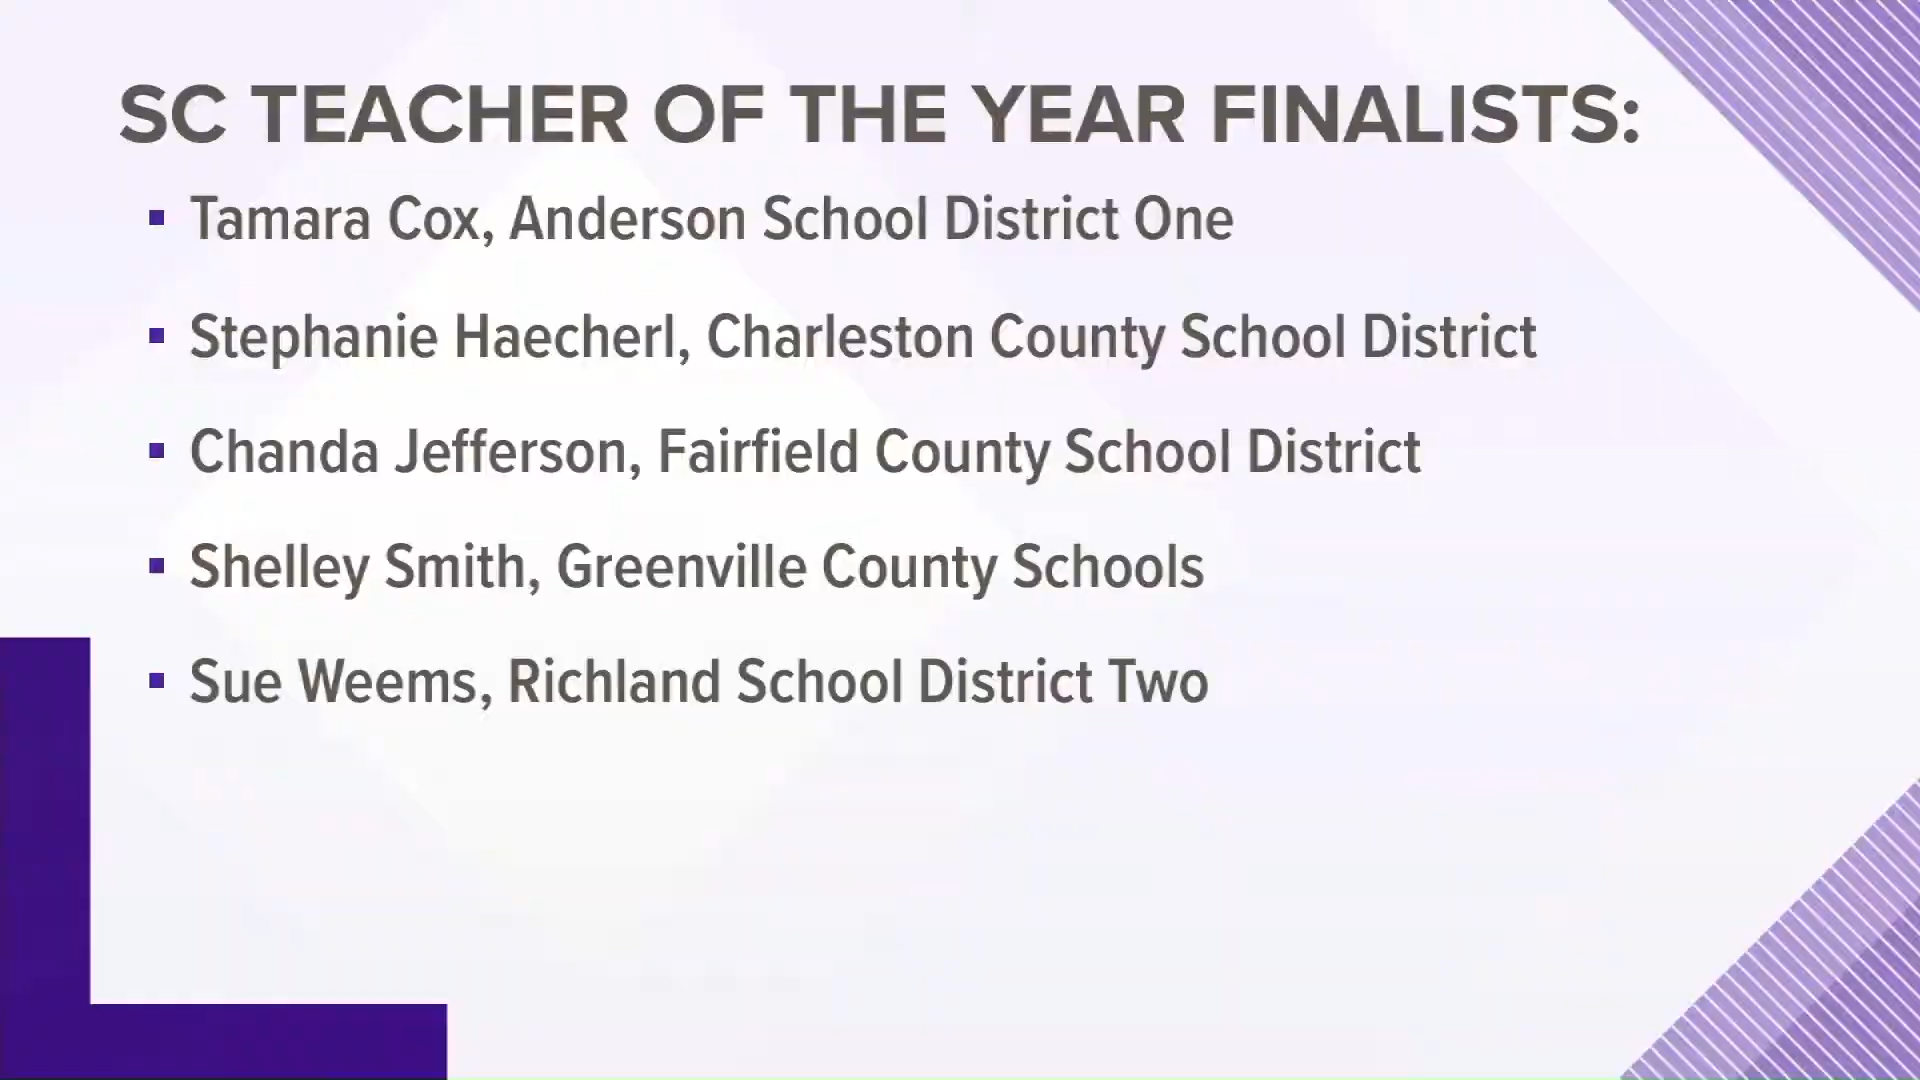 SC TEACHER OF THE YEAR FINALISTS:
▪ Tamara Cox, Anderson School District One
▪ Stephanie Haecherl, Charleston County School District
▪ Chanda Jefferson, Fairfield County School District
▪ Shelley Smith, Greenville County Schools
▪ Sue Weems, Richland School District Two